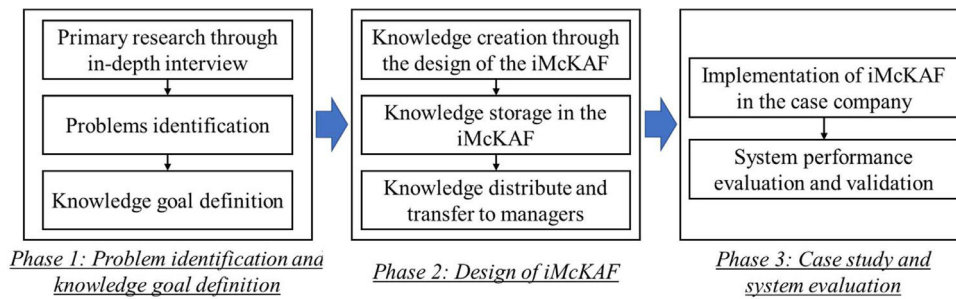 Primary research through
in-depth interview
Problems identification
Knowledge goal definition
Phase 1: Problem identification and
knowledge goal definition
Knowledge creation through
the design of the iMcKAF
Knowledge storage in the
iMcKAF
Knowledge distribute and
transfer to managers
Phase 2: Design of iMcKAF
Implementation of iMcKAF
in the case company
System performance
evaluation and validation
Phase 3: Case study and
system evaluation